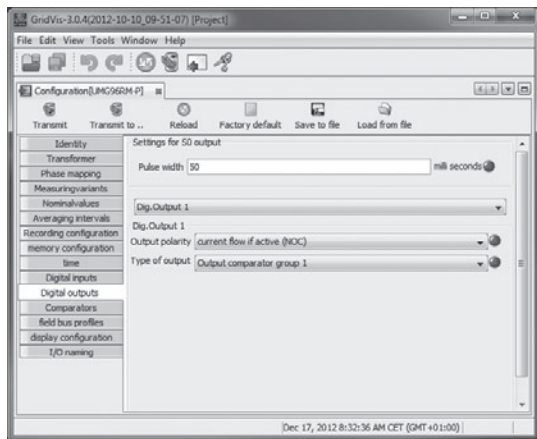 GridVis-3.0.4(2012-10-10_09-51-07) [Project]
File Edit View Tools Window Help
Configuration[UMG96RM-P]
Transmit Transmit to .. Reload Factory default Save to file Load from file
Identity
Transformer
Phase mapping
Measuringvariants
Nominalvalues
Averaging intervals
Recording configuration
memory configuration
time
Digital inputs
Digital outputs
Comparators
field bus profiles
display configuration
I/O naming
Settings for S0 output
Pulse width 50 milli seconds
Dig.Output 1
Dig.Output 1
Output polarity current flow if active (NOC)
Type of output Output comparator group 1
Dec 17, 2012 8:32:36 AM CET (GMT+01:00)